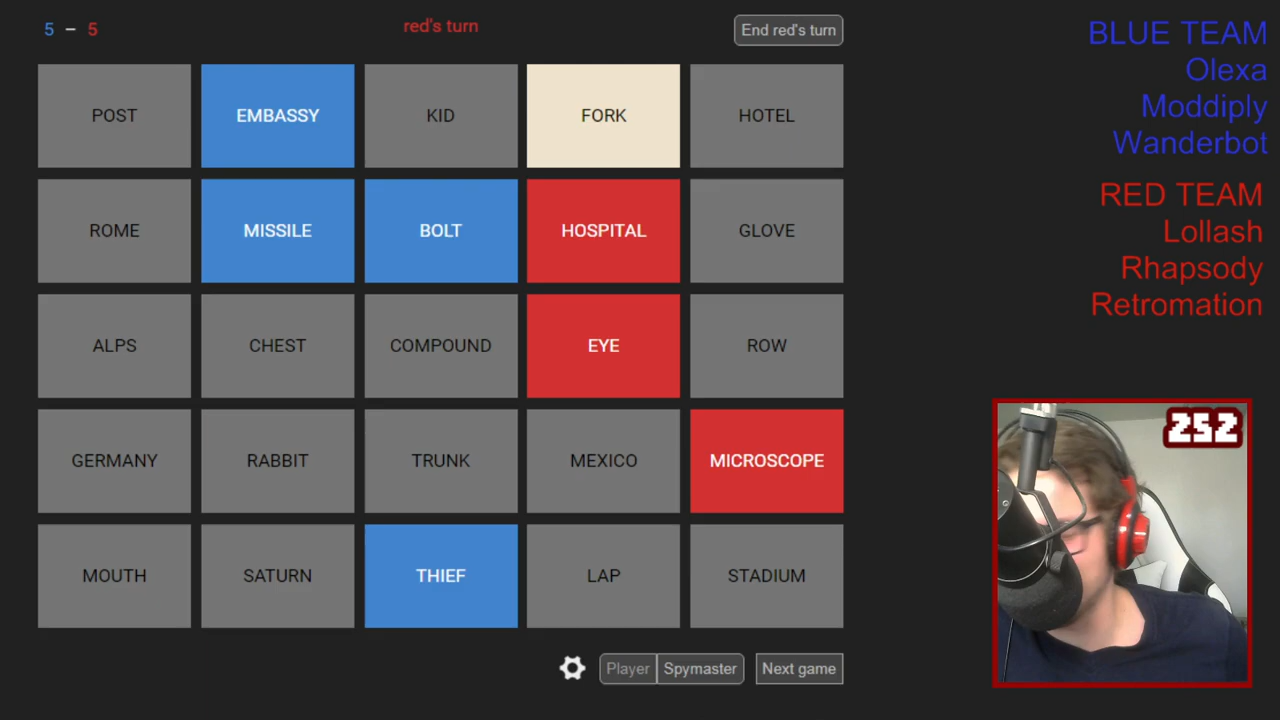 5 – 5
red's turn
End red's turn
POST
EMBASSY
KID
FORK
HOTEL
ROME
MISSILE
BOLT
HOSPITAL
GLOVE
ALPS
CHEST
COMPOUND
EYE
ROW
GERMANY
RABBIT
TRUNK
MEXICO
MICROSCOPE
MOUTH
SATURN
THIEF
LAP
STADIUM
Player
Spymaster
Next game
BLUE TEAM
Olexa
Moddiply
Wanderbot
RED TEAM
Lollash
Rhapsody
Retromation
252